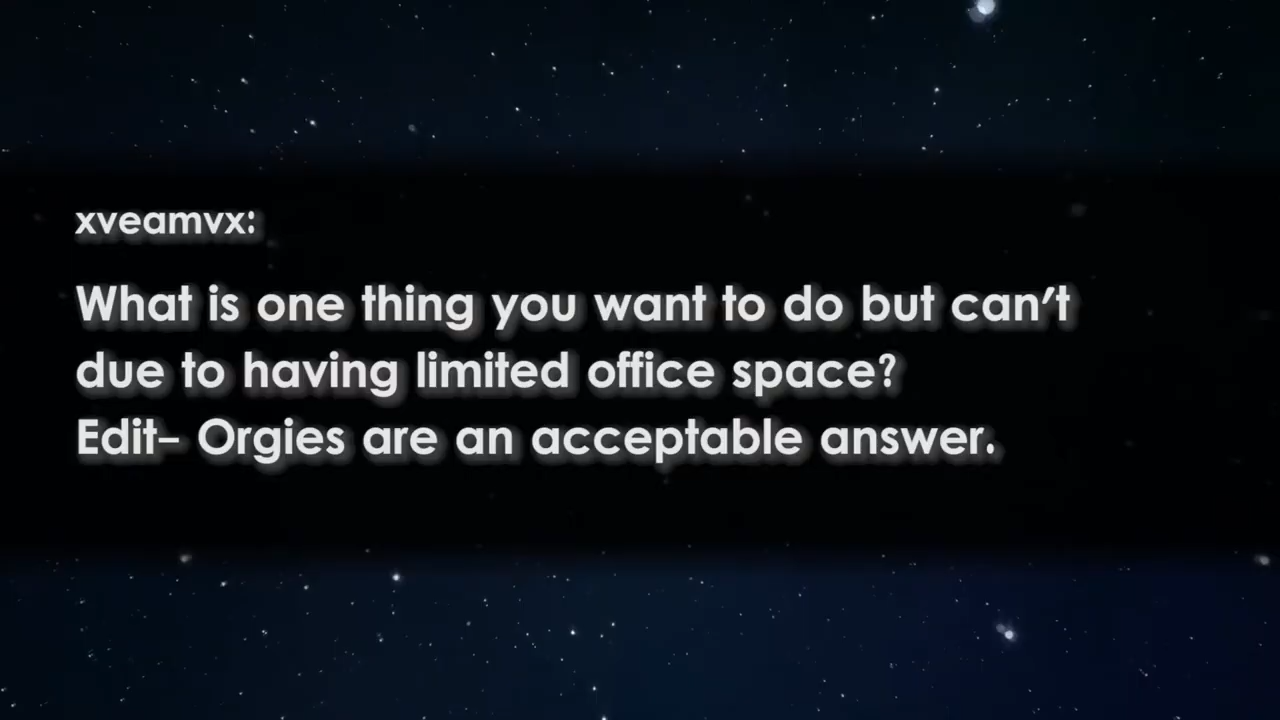 xveamvx:
What is one thing you want to do but can't
due to having limited office space?
Edit- Orgies are an acceptable answer.